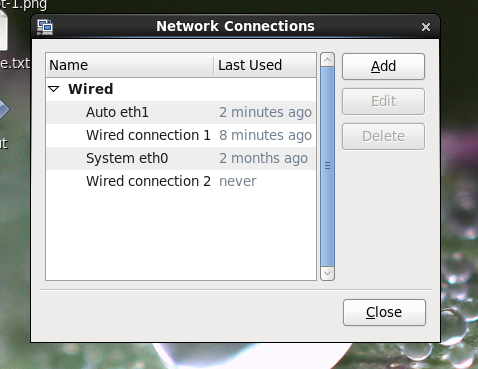 ot-1.png
Network Connections
e.txt
Name Last Used
Add
Wired
Edit
Auto eth1 2 minutes ago
Wired connection 1 8 minutes ago
Delete
System eth0 2 months ago
Wired connection 2 never
Close